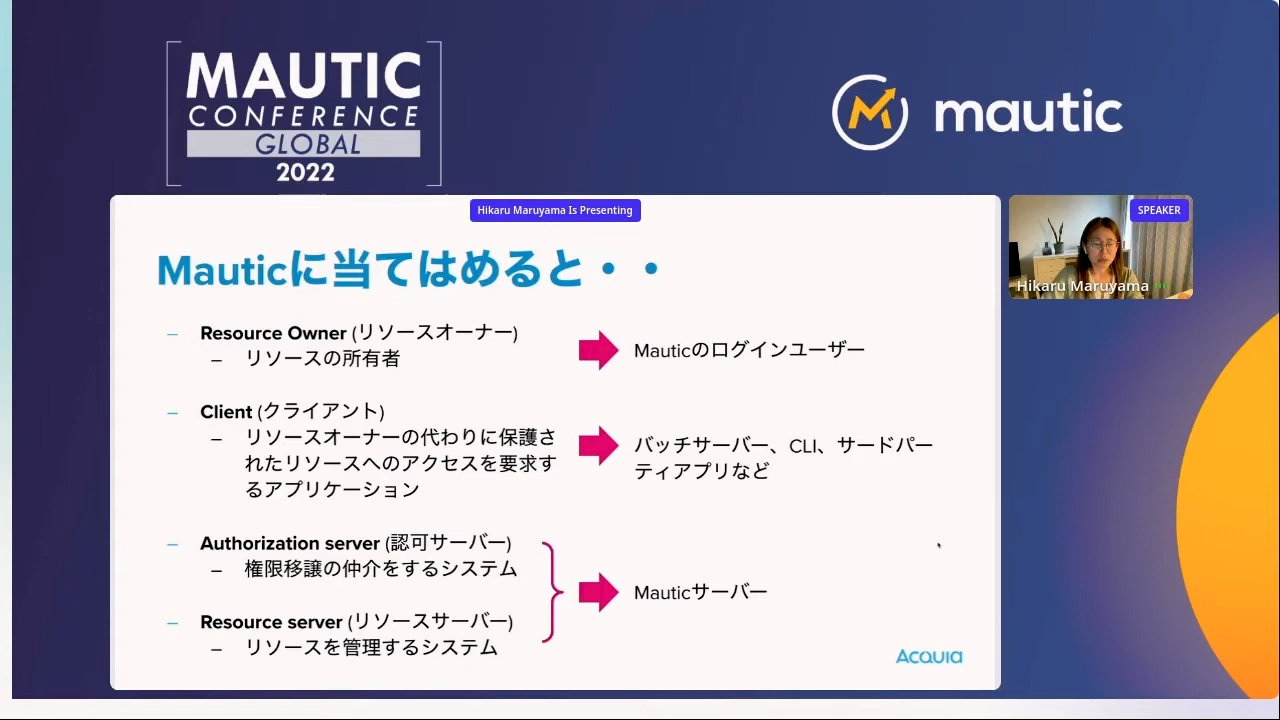 MAUTIC
CONFERENCE
GLOBAL
2022
mautic
Hikaru Maruyama Is Presenting
SPEAKER
Hikaru Maruyama
Mauticに当てはめると・・
– Resource Owner (リソースオーナー)
– リソースの所有者
Mauticのログインユーザー
– Client (クライアント)
– リソースオーナーの代わりに保護さ
れたリソースへのアクセスを要求す
るアプリケーション
バッチサーバー、CLI、サードパー
ティアプリなど
– Authorization server (認可サーバー)
– 権限移譲の仲介をするシステム
– Resource server (リソースサーバー)
– リソースを管理するシステム
Mauticサーバー
Acquia